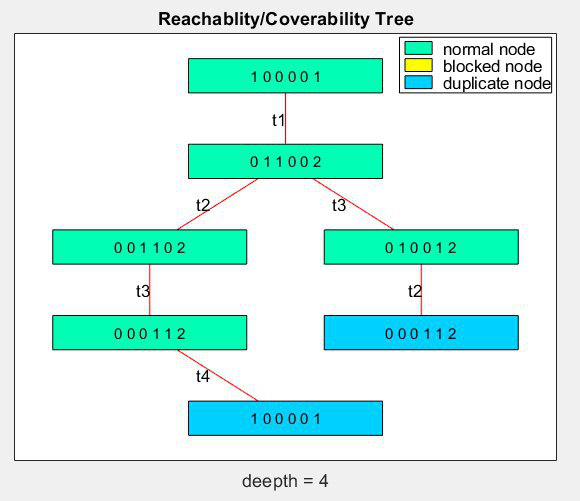 Reachablity/Coverability Tree
normal node
blocked node
duplicate node
1 0 0 0 0 1
t1
0 1 1 0 0 2
t2
t3
0 0 1 1 0 2
0 1 0 0 1 2
t3
t2
0 0 0 1 1 2
0 0 0 1 1 2
t4
1 0 0 0 0 1
deepth = 4